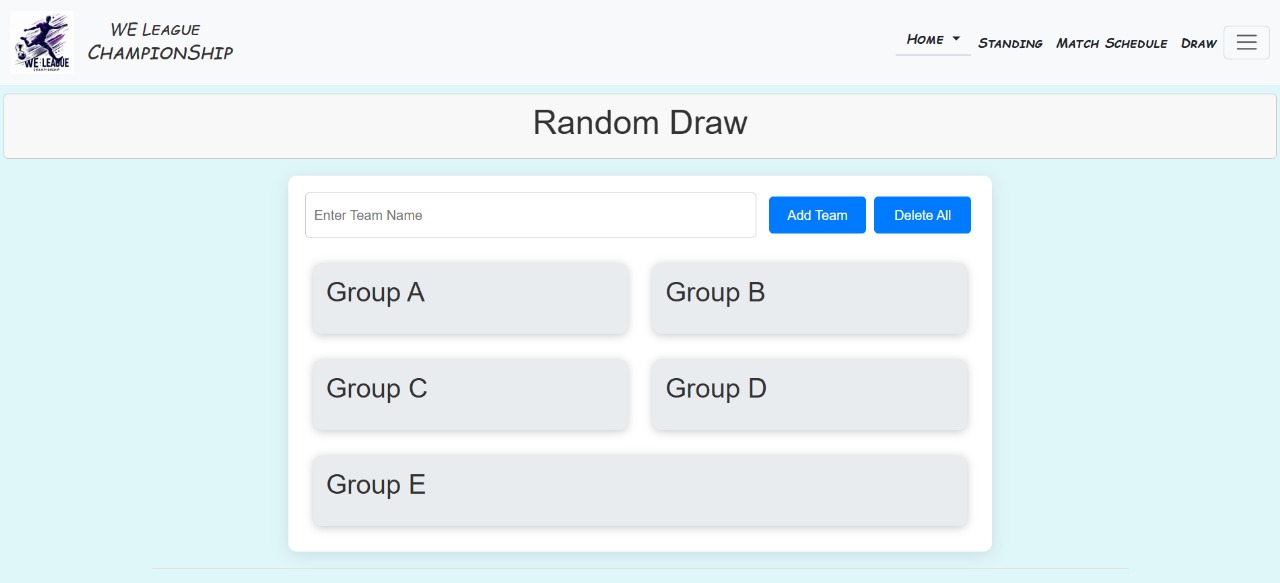 WE LEAGUE
CHAMPIONSHIP
WE LEAGUE
CHAMPIONSHIP
HOME
STANDING
MATCH SCHEDULE
DRAW
Random Draw
Enter Team Name
Add Team
Delete All
Group A
Group B
Group C
Group D
Group E